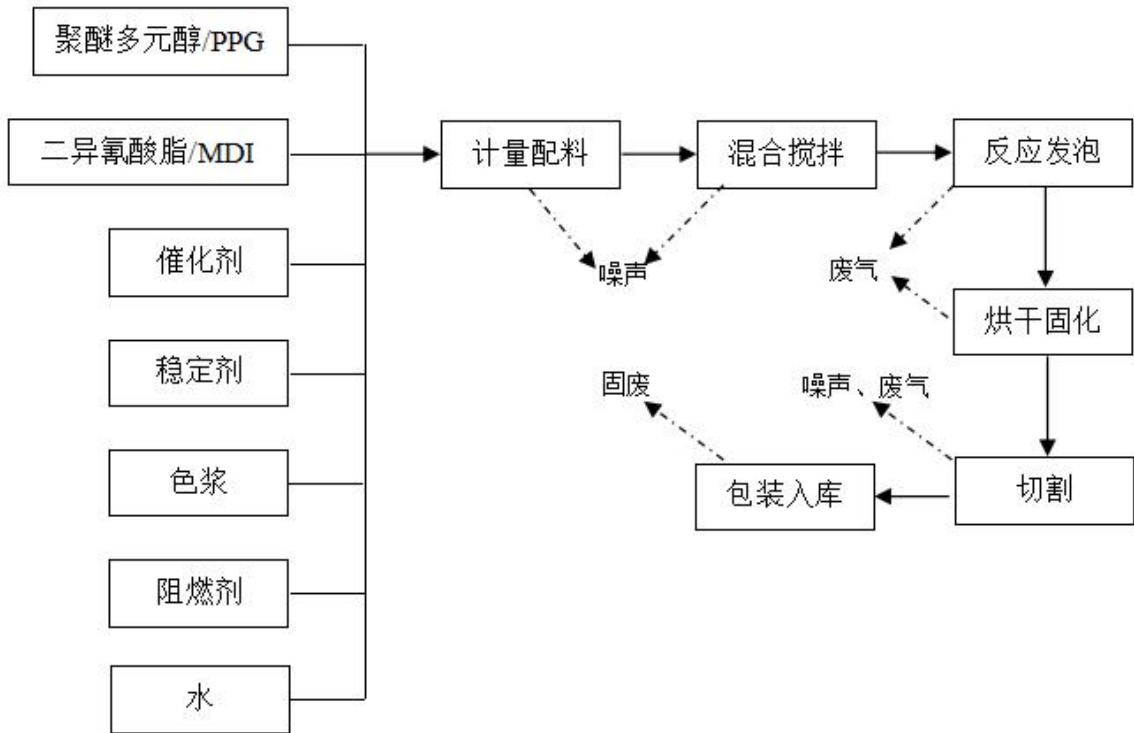 聚醚多元醇/PPG
二异氰酸脂/MDI
催化剂
稳定剂
色浆
阻燃剂
水
计量配料
混合搅拌
反应发泡
噪声
废气
烘干固化
固废
噪声、废气
包装入库
切割